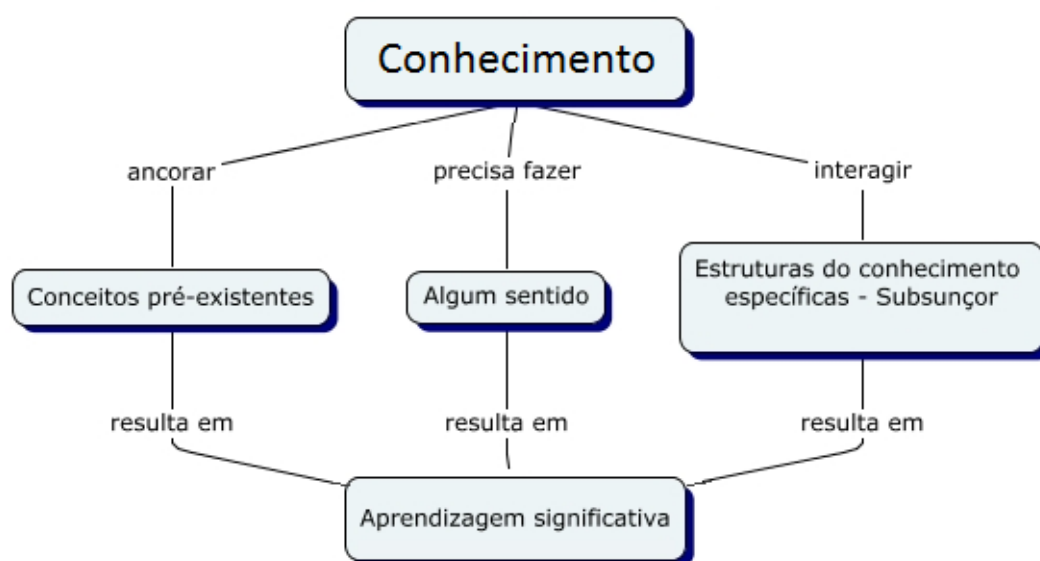 Conhecimento
ancorar
precisa fazer
interagir
Conceitos pré-existentes
Algum sentido
Estruturas do conhecimento
específicas - Subsunçor
resulta em
resulta em
resulta em
Aprendizagem significativa